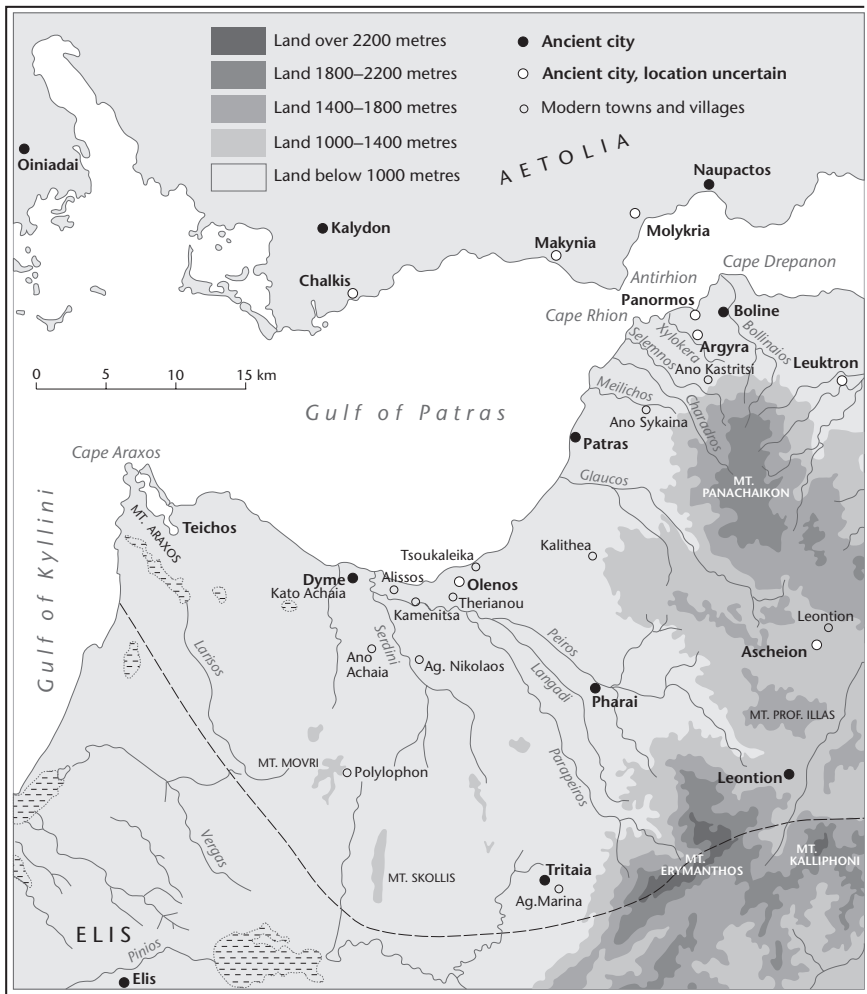 Land over 2200 metres
Land 1800–2200 metres
Land 1400–1800 metres
Land 1000–1400 metres
Land below 1000 metres
Ancient city
Ancient city, location uncertain
Modern towns and villages
AETOLIA
Oiniadai
Naupactos
Kalydon
Molykria
Makynia
Chalkis
Cape Drepanon
Antirhion
Panormos
Cape Rhion
Boline
Xylokera
Argyra
Bollinaios
Selemnos
Ano Kastritsi
Leuktron
0 5 10 15 km
Meilichos
Charadros
Ano Sykaina
Gulf of Patras
Patras
Cape Araxos
Glaucos
MT.
PANACHAIKON
Gulf of Kyllini
MT. ARAXOS
Teichos
Tsoukaleika
Kalithea
Dyme
Alissos
Olenos
Kato Achaia
Therianou
Kamenitsa
Leontion
Serdini
Peiros
Larisos
Ano
Achaia
Ag. Nikolaos
Langadi
Ascheion
Pharai
MT. PROF. ILLAS
MT. MOVRI
Polylophon
Parapeiros
Leontion
Vergas
MT.
ERYMANTHOS
MT.
KALLIPHONI
MT. SKOLLIS
Tritaia
Ag.Marina
ELIS
Pinios
Elis